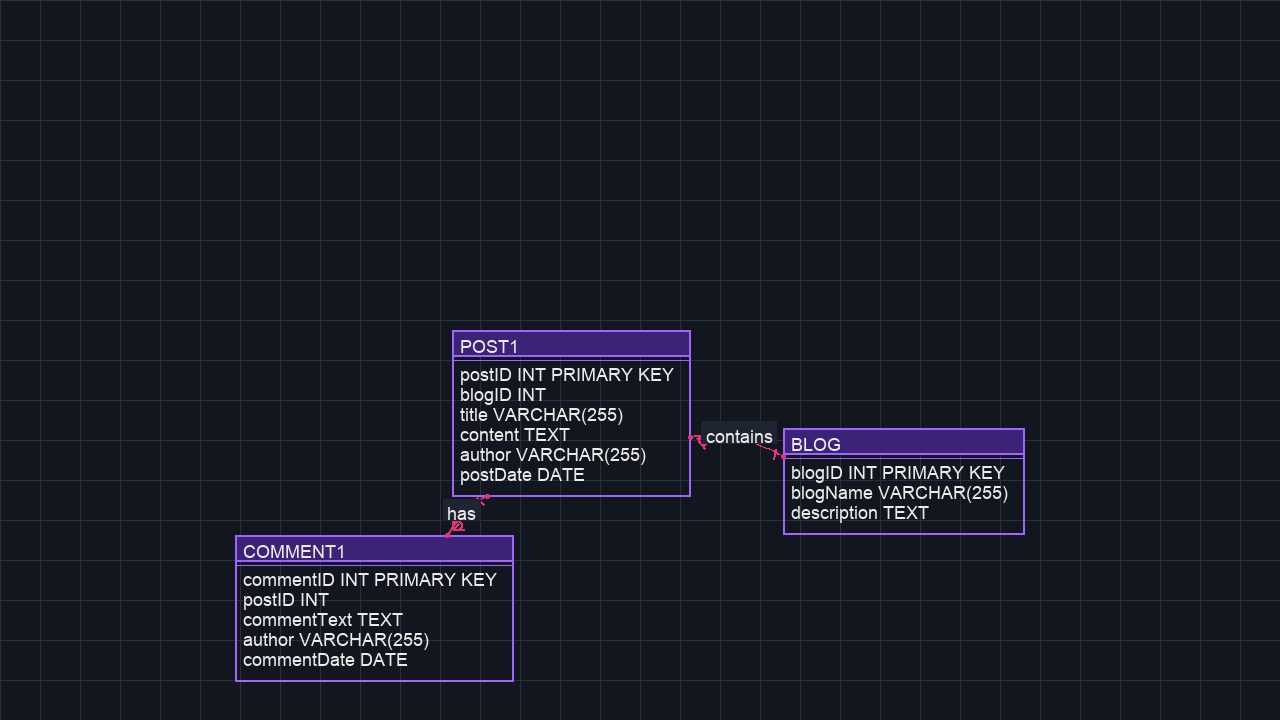 POST1
postID INT PRIMARY KEY
blogID INT
title VARCHAR(255)
content TEXT
author VARCHAR(255)
postDate DATE
contains
BLOG
blogID INT PRIMARY KEY
blogName VARCHAR(255)
description TEXT
has
COMMENT1
commentID INT PRIMARY KEY
postID INT
commentText TEXT
author VARCHAR(255)
commentDate DATE